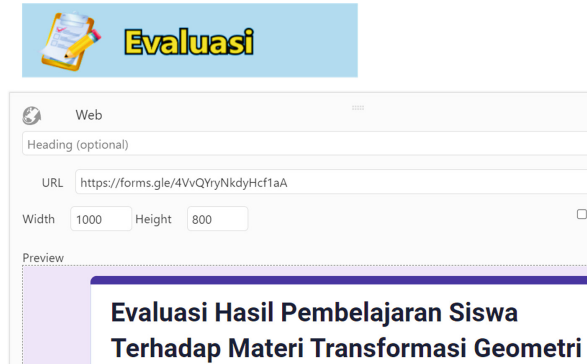 Evaluasi
Web
Heading (optional)
URL https://forms.gle/4VvQYryNkdyHcf1aA
Width 1000 Height 800
Preview
Evaluasi Hasil Pembelajaran Siswa
Terhadap Materi Transformasi Geometri